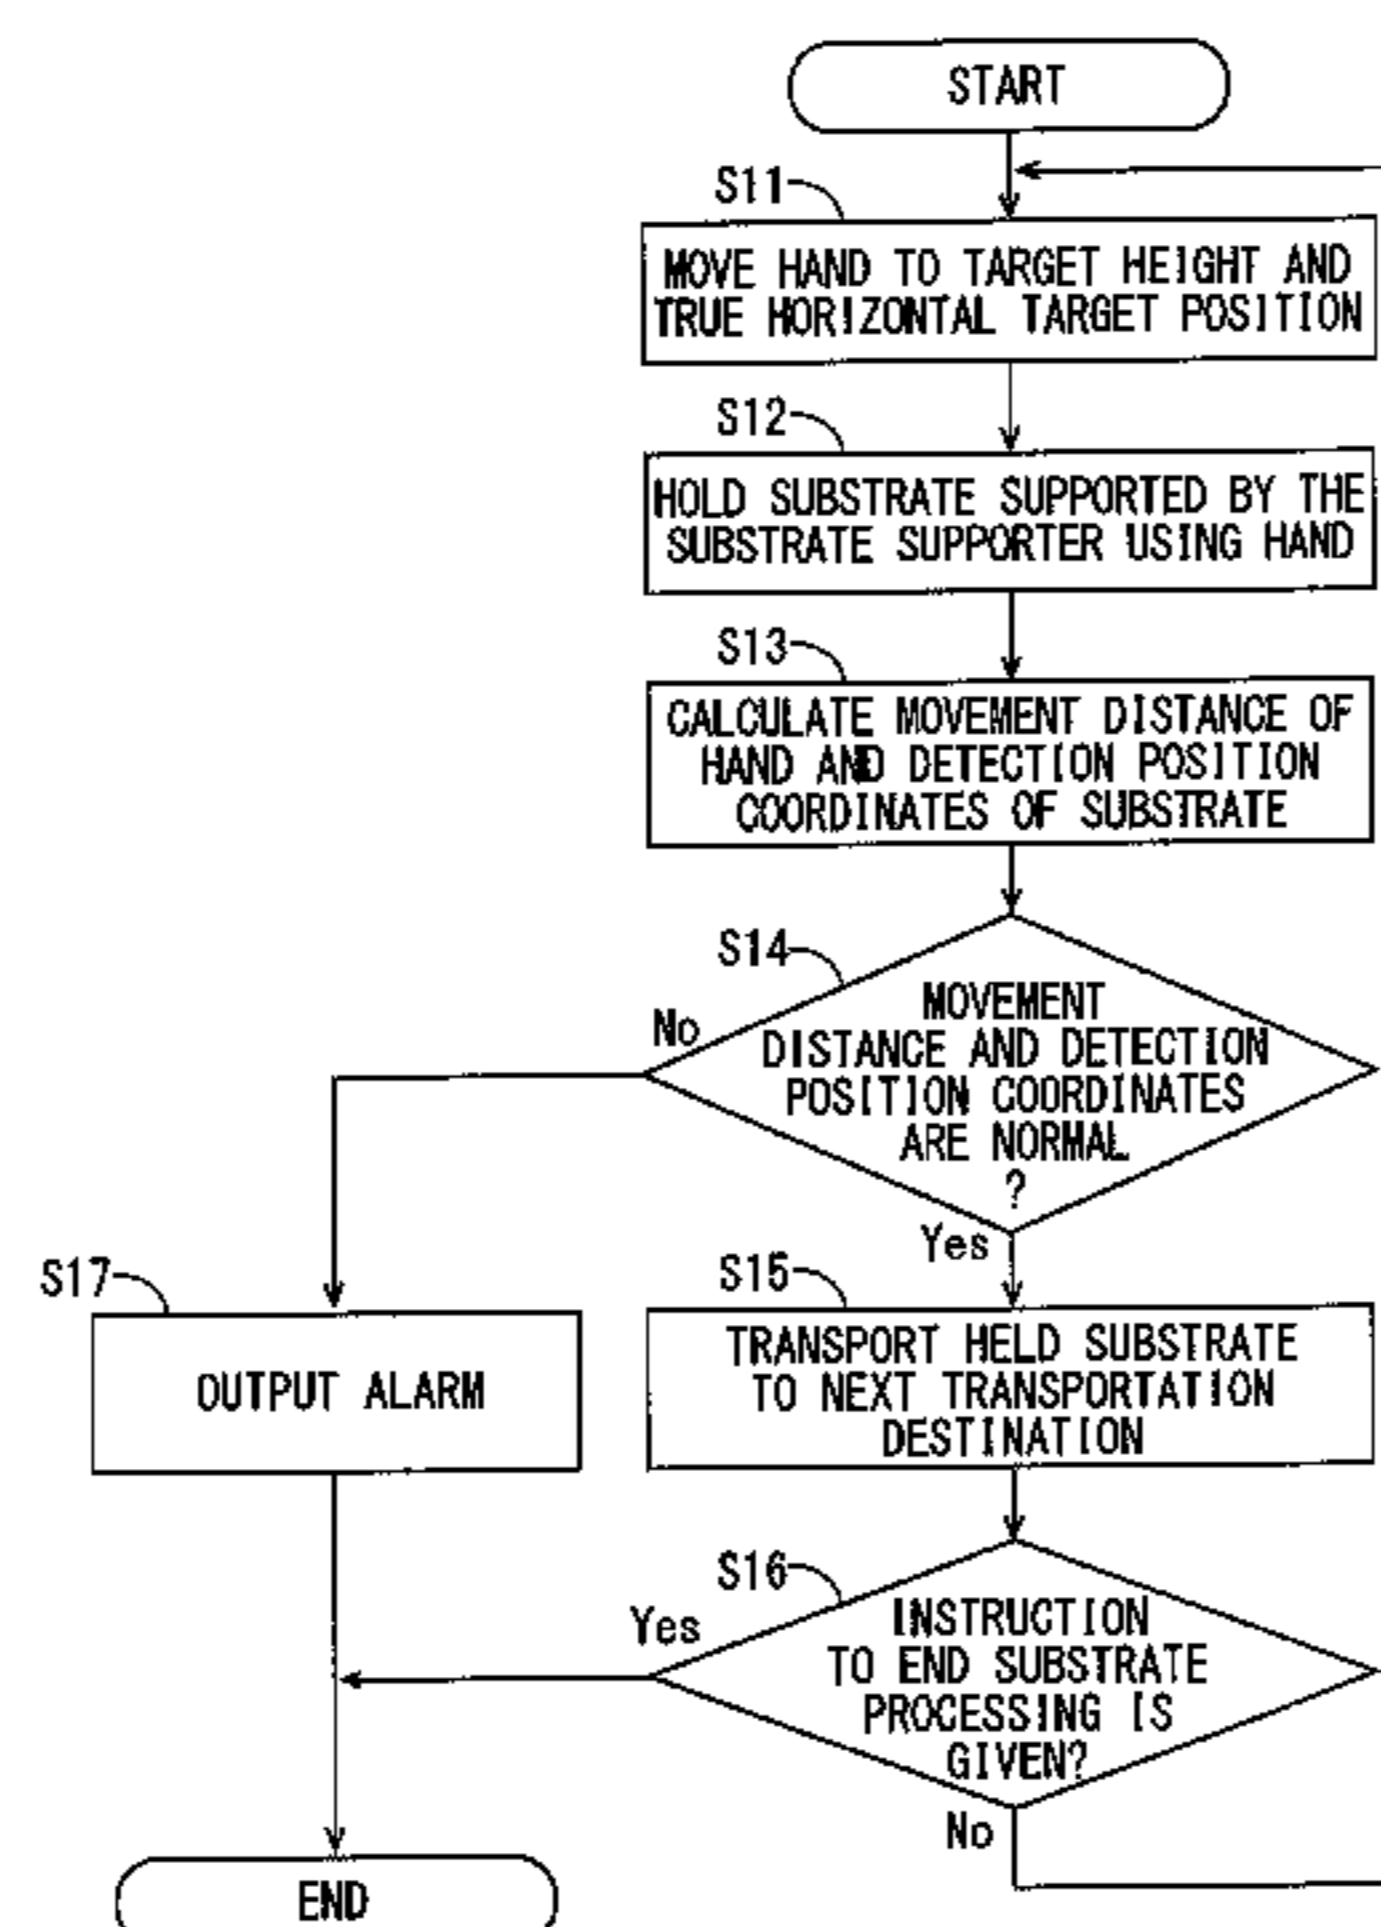 START
S11
MOVE HAND TO TARGET HEIGHT AND
TRUE HORIZONTAL TARGET POSITION
S12
HOLD SUBSTRATE SUPPORTED BY THE
SUBSTRATE SUPPORTER USING HAND
S13
CALCULATE MOVEMENT DISTANCE OF
HAND AND DETECTION POSITION
COORDINATES OF SUBSTRATE
S14
MOVEMENT
DISTANCE AND DETECTION
POSITION COORDINATES
ARE NORMAL
?
No
Yes
S17
OUTPUT ALARM
S15
TRANSPORT HELD SUBSTRATE
TO NEXT TRANSPORTATION
DESTINATION
S16
INSTRUCTION
TO END SUBSTRATE
PROCESSING IS
GIVEN?
Yes
No
END